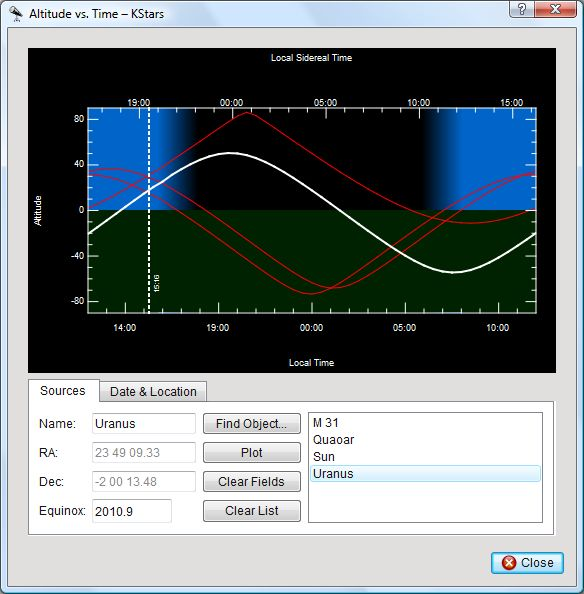 Altitude vs. Time – KStars
Local Sidereal Time
19:00 00:00 05:00 10:00 15:00
80
40
0
-40
-80
Altitude
15:16
14:00 19:00 00:00 05:00 10:00
Local Time
Sources Date & Location
Name: Uranus Find Object...
RA: 23 49 09.33 Plot
Dec: -2 00 13.48 Clear Fields
Equinox: 2010.9 Clear List
M 31
Quaoar
Sun
Uranus
Close